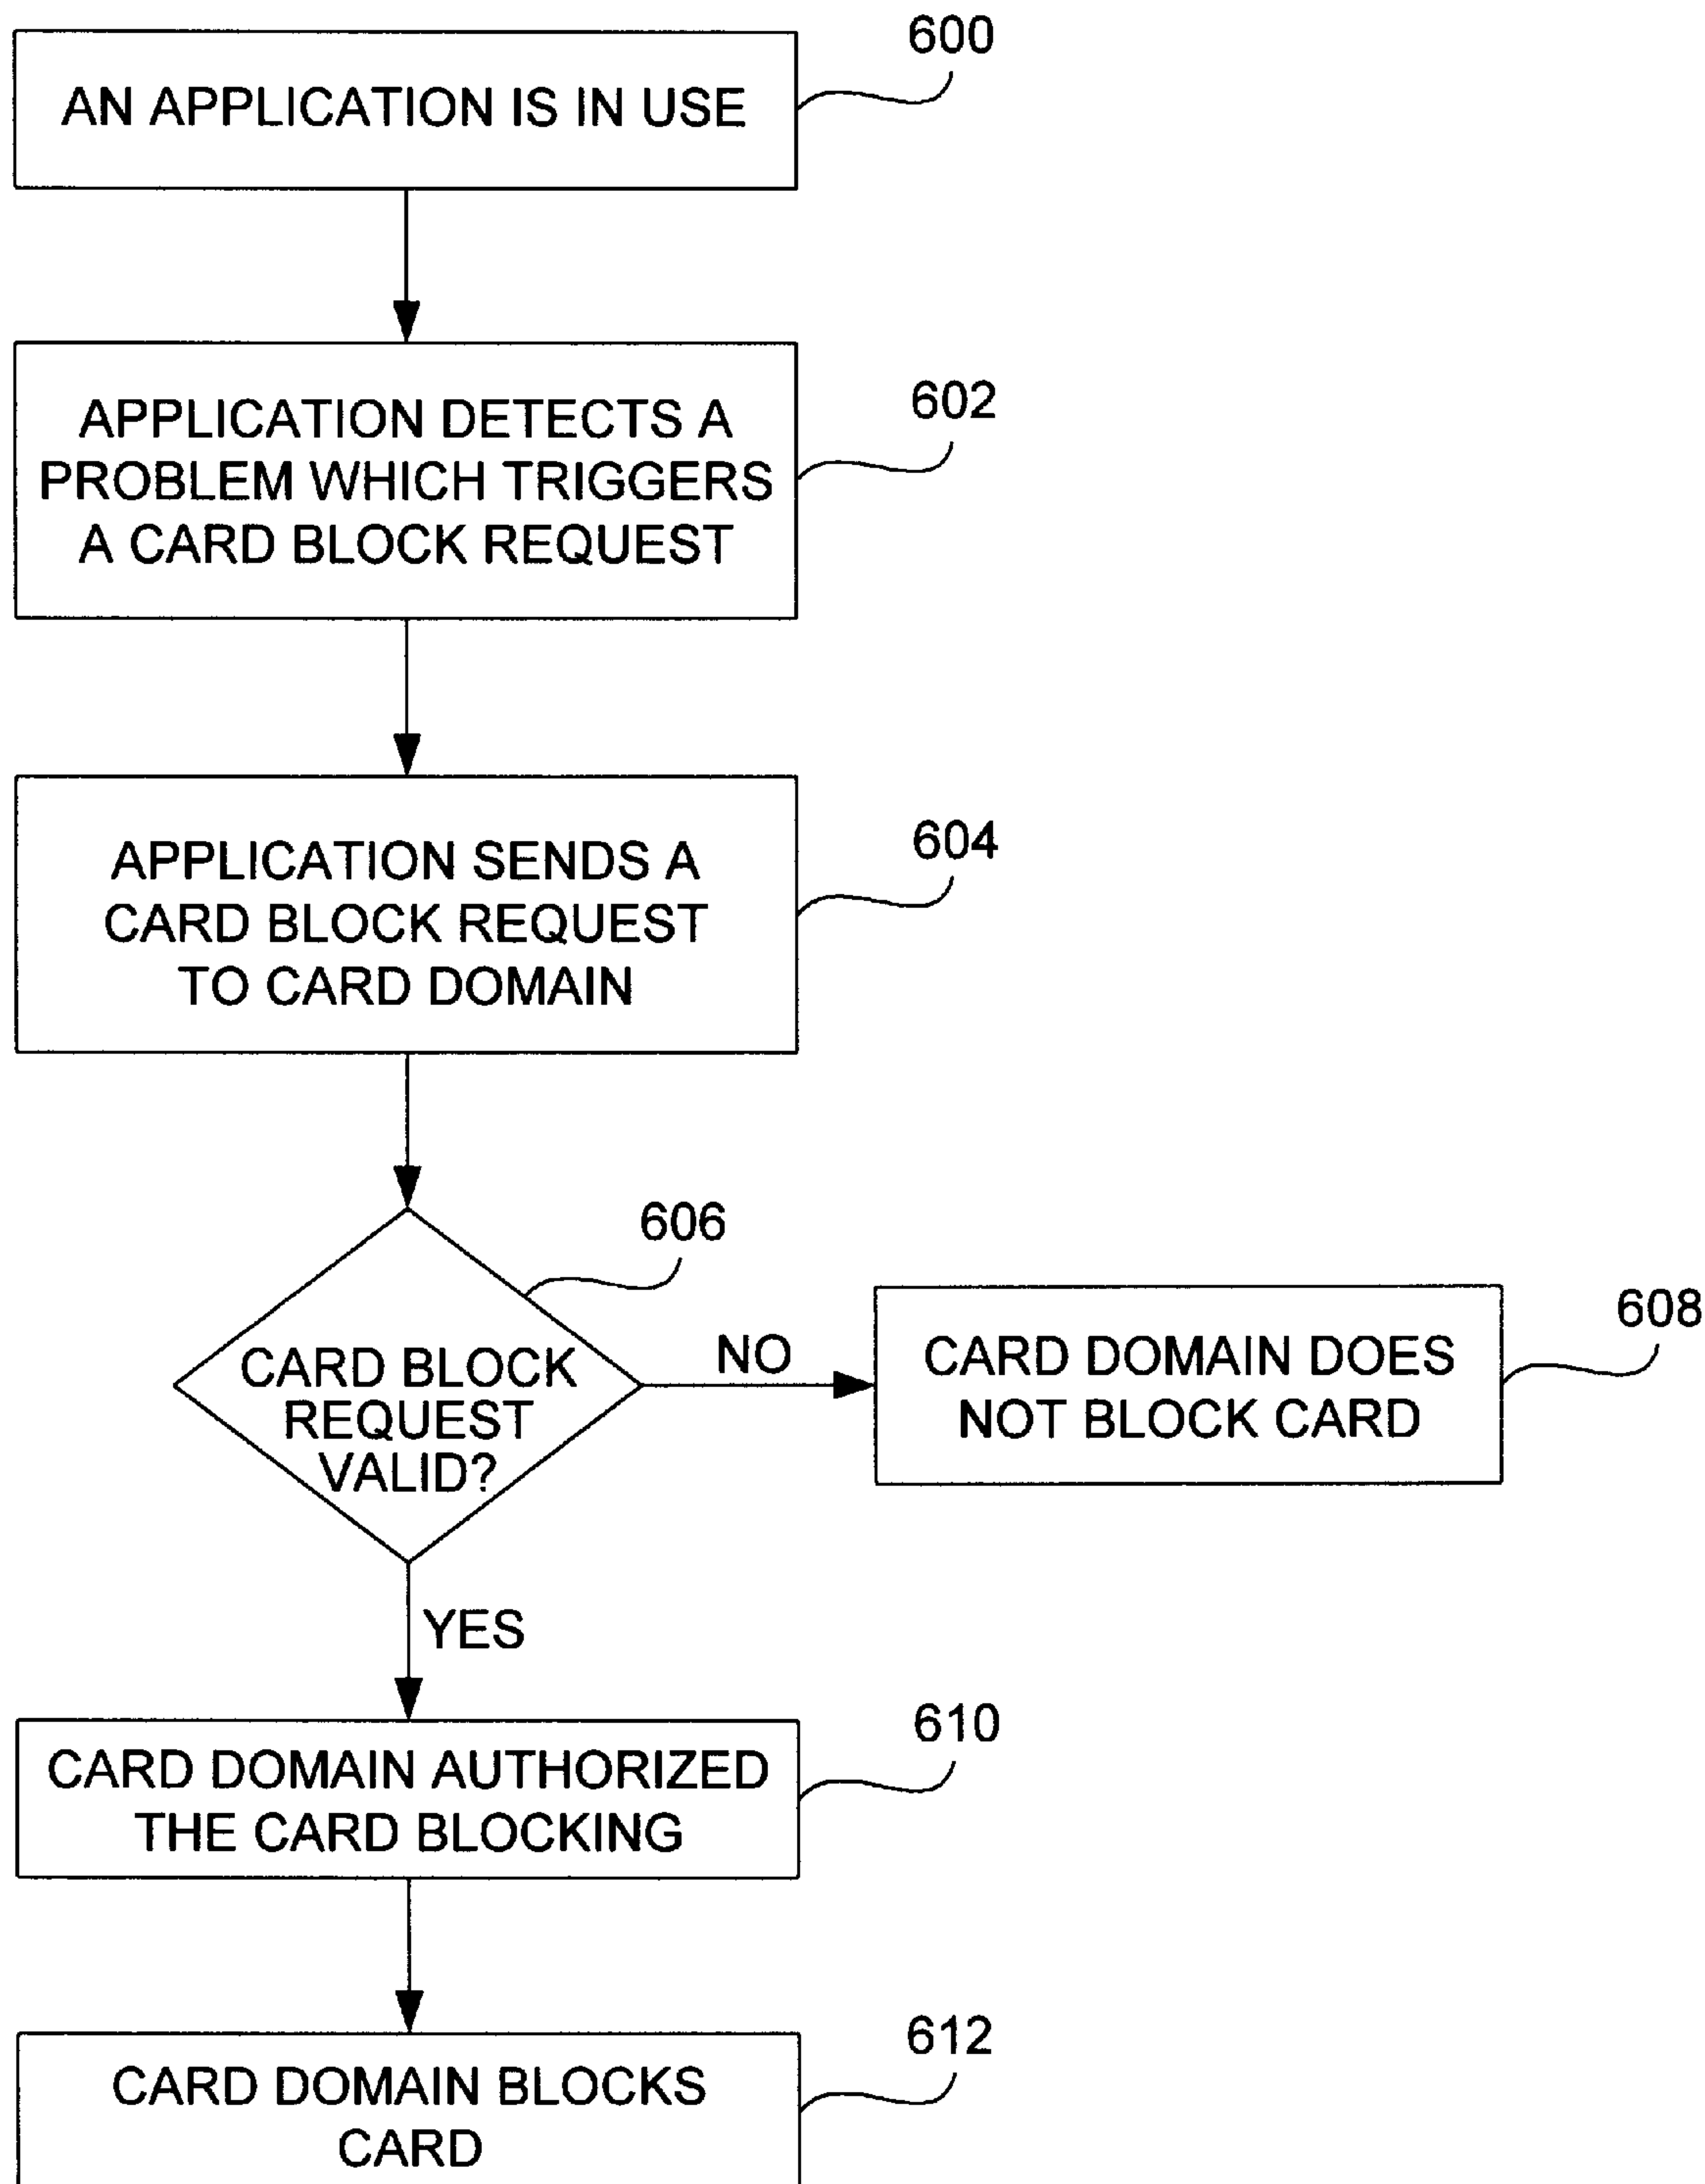 600
AN APPLICATION IS IN USE
602
APPLICATION DETECTS A
PROBLEM WHICH TRIGGERS
A CARD BLOCK REQUEST
604
APPLICATION SENDS A
CARD BLOCK REQUEST
TO CARD DOMAIN
606
CARD BLOCK
REQUEST
VALID?
NO
608
CARD DOMAIN DOES
NOT BLOCK CARD
YES
610
CARD DOMAIN AUTHORIZED
THE CARD BLOCKING
612
CARD DOMAIN BLOCKS
CARD